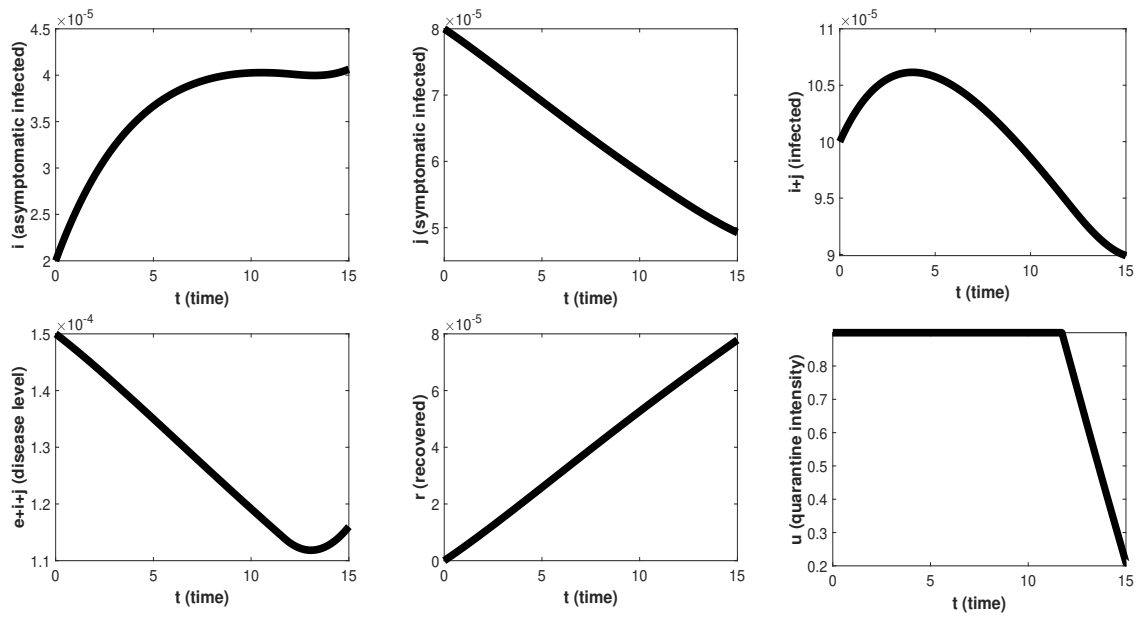 ×10⁻⁵
4.5
4
3.5
3
2.5
2
0 5 10 15
t (time)
i (asymptomatic infected)
×10⁻⁵
8
7
6
5
0 5 10 15
t (time)
j (symptomatic infected)
×10⁻⁵
11
10.5
10
9.5
9
0 5 10 15
t (time)
i+j (infected)
×10⁻⁴
1.5
1.4
1.3
1.2
1.1
0 5 10 15
t (time)
e+i+j (disease level)
×10⁻⁵
8
6
4
2
0
0 5 10 15
t (time)
r (recovered)
0.8
0.7
0.6
0.5
0.4
0.3
0.2
0 5 10 15
t (time)
u (quarantine intensity)